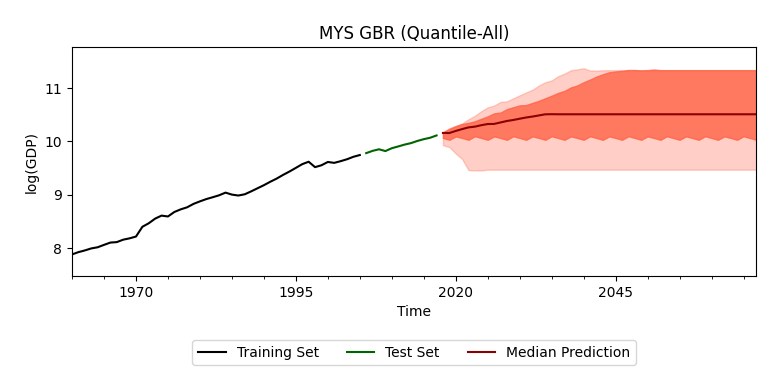 MYS GBR (Quantile-All)
log(GDP)
11
10
9
8
1970 1995 2020 2045
Time
Training Set Test Set Median Prediction